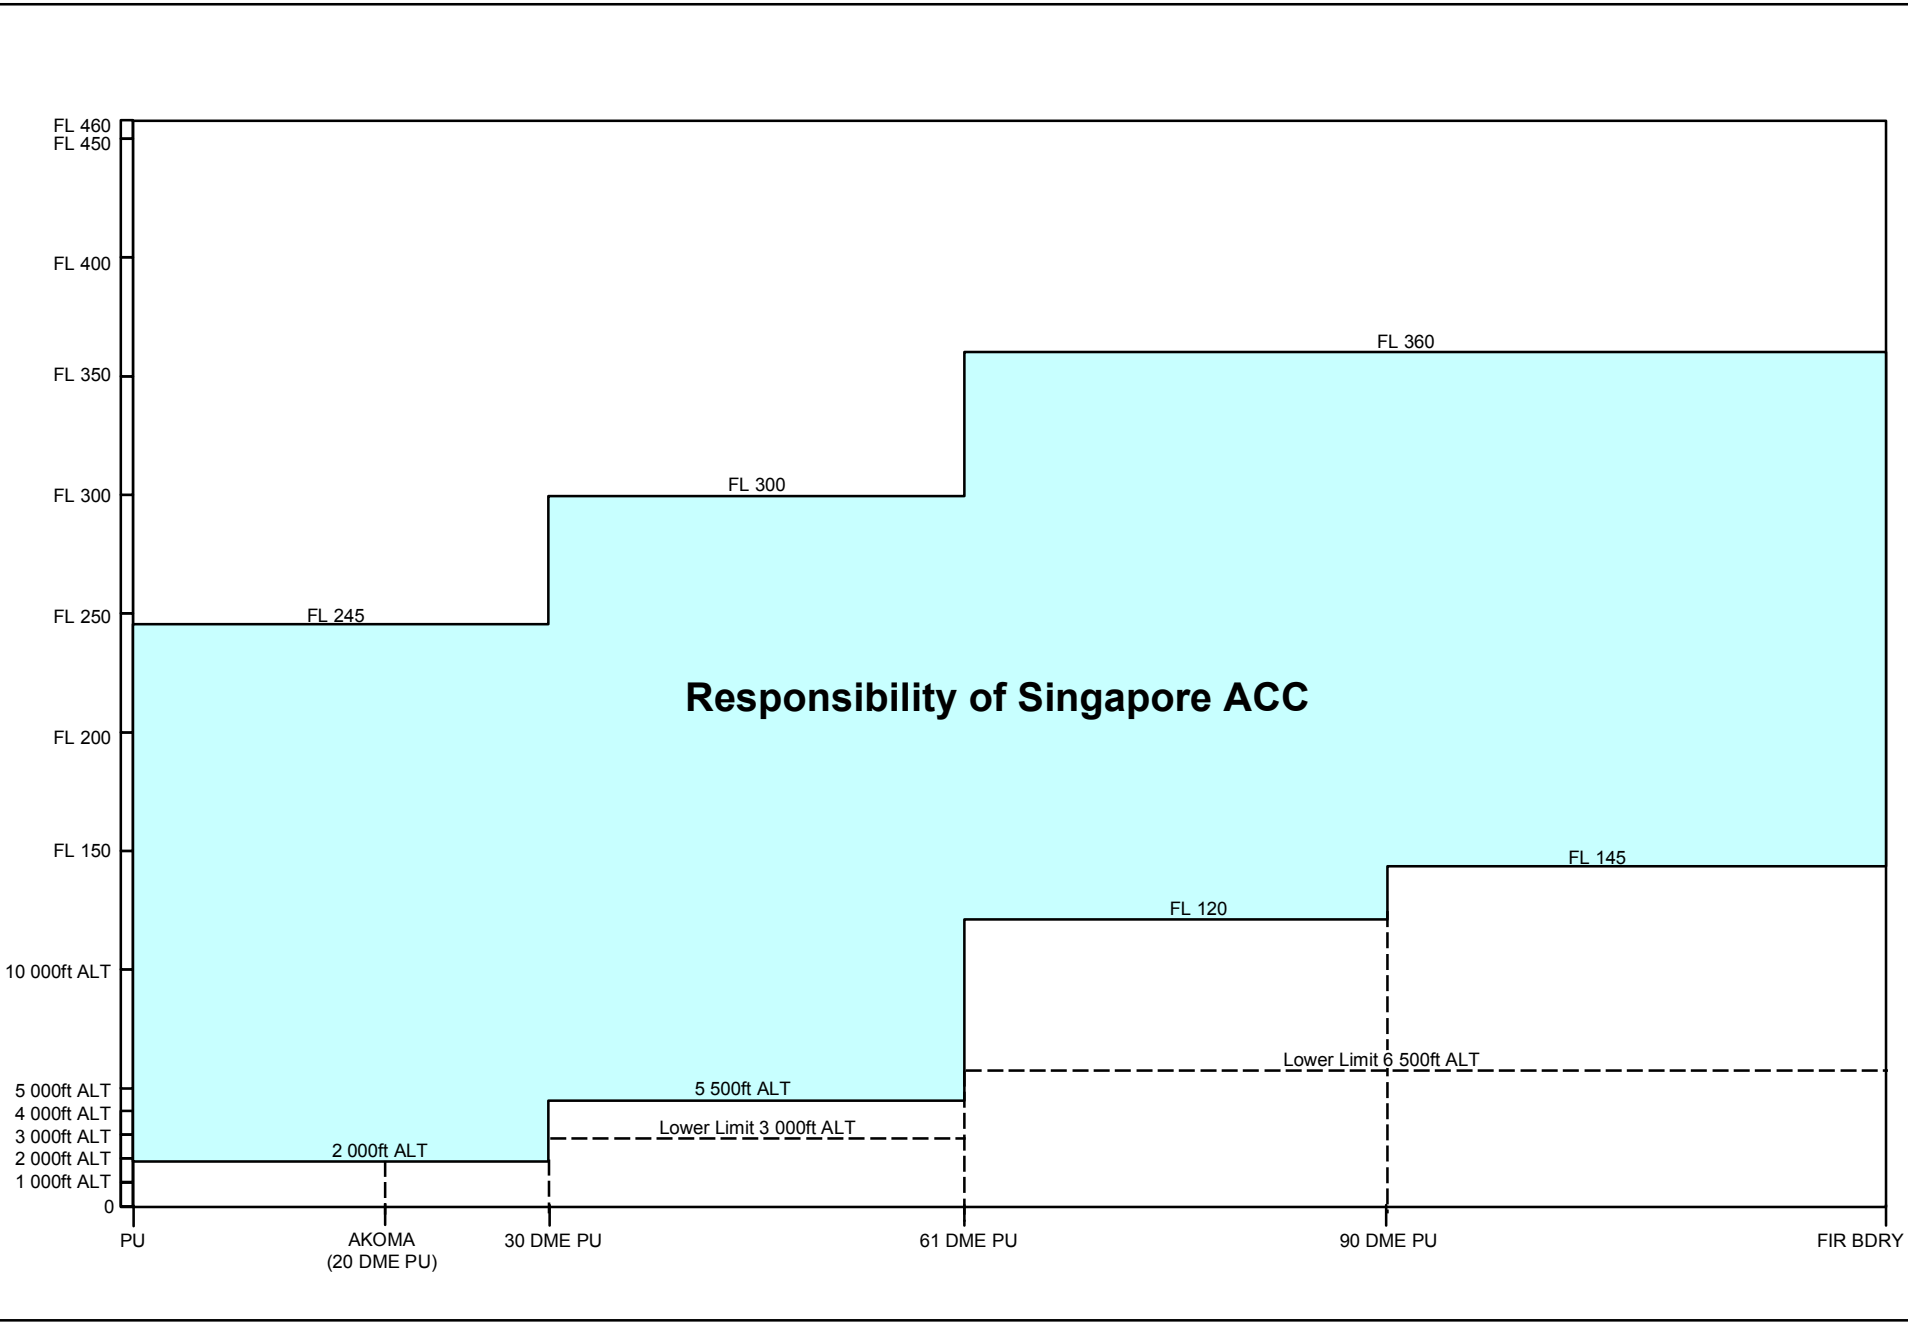 FL 460
FL 450
FL 400
FL 360
FL 350
FL 300
FL 300
FL 250
FL 245
Responsibility of Singapore ACC
FL 200
FL 150
FL 145
FL 120
10 000ft ALT
Lower Limit 6 500ft ALT
5 000ft ALT
5 500ft ALT
4 000ft ALT
Lower Limit 3 000ft ALT
3 000ft ALT
2 000ft ALT
2 000ft ALT
1 000ft ALT
0
PU
AKOMA
(20 DME PU)
30 DME PU
61 DME PU
90 DME PU
FIR BDRY